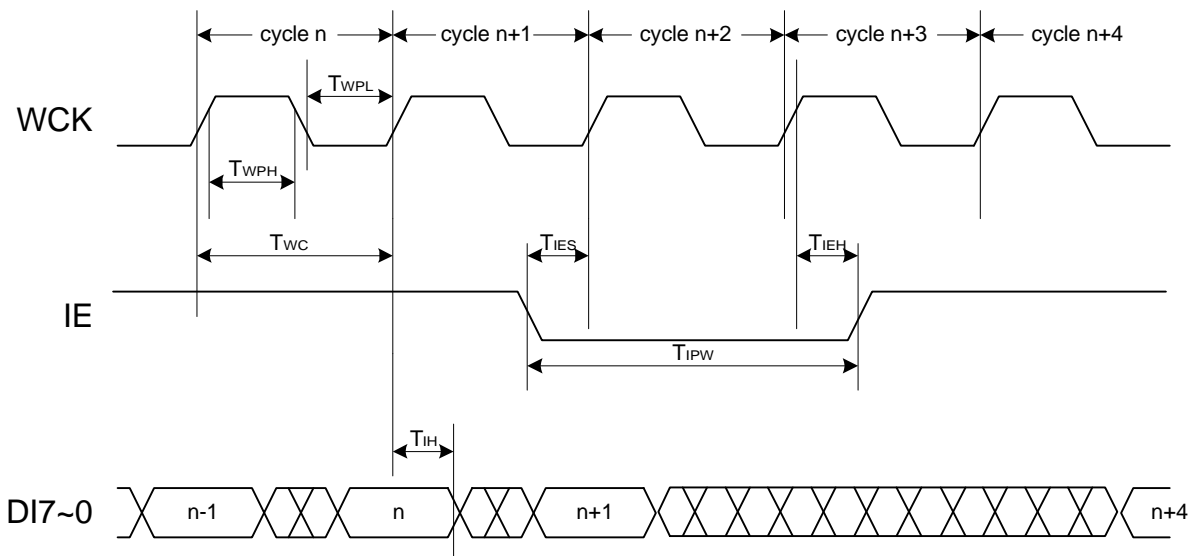 cycle n cycle n+1 cycle n+2 cycle n+3 cycle n+4
TWPL
WCK
TWPH
TWC TIES TIEH
IE
TIPW
TIH
DI7~0 n-1 n n+1 n+4